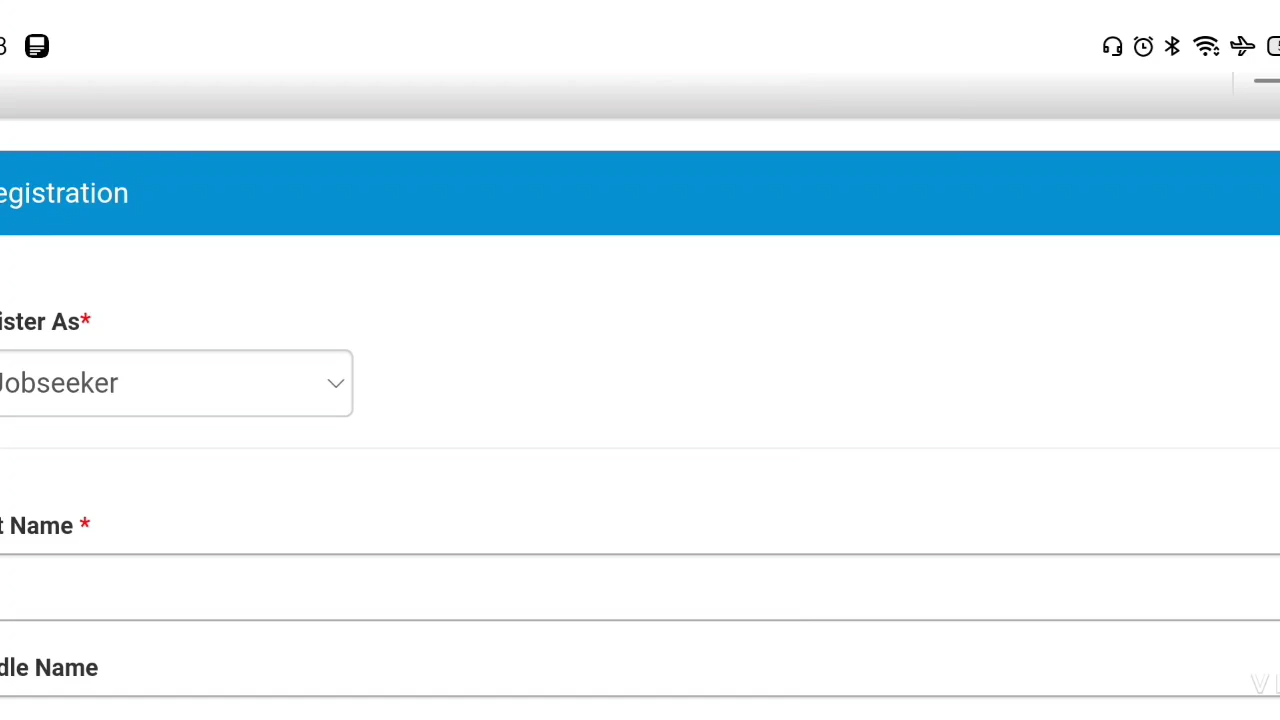 egistration
ister As*
Jobseeker
t Name *
dle Name